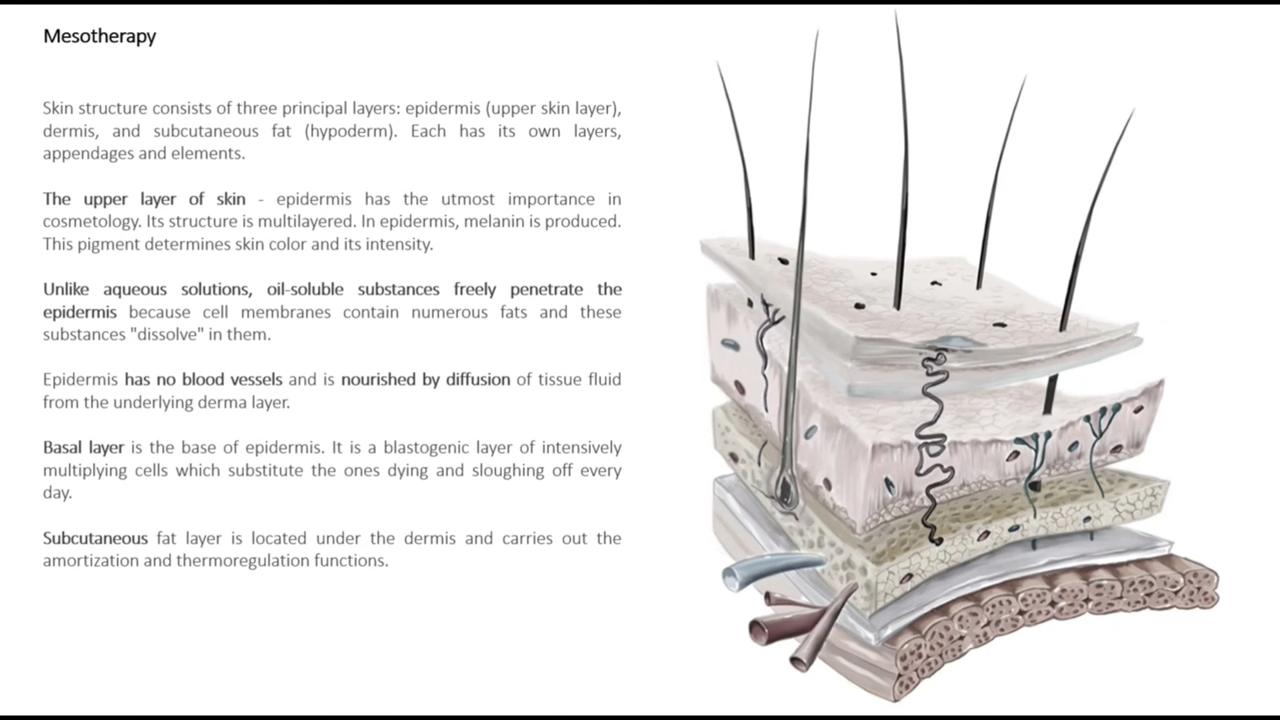 Mesotherapy
Skin structure consists of three principal layers: epidermis (upper skin layer),
dermis, and subcutaneous fat (hypoderm). Each has its own layers,
appendages and elements.
The upper layer of skin - epidermis has the utmost importance in
cosmetology. Its structure is multilayered. In epidermis, melanin is produced.
This pigment determines skin color and its intensity.
Unlike aqueous solutions, oil-soluble substances freely penetrate the
epidermis because cell membranes contain numerous fats and these
substances "dissolve" in them.
Epidermis has no blood vessels and is nourished by diffusion of tissue fluid
from the underlying derma layer.
Basal layer is the base of epidermis. It is a blastogenic layer of intensively
multiplying cells which substitute the ones dying and sloughing off every
day.
Subcutaneous fat layer is located under the dermis and carries out the
amortization and thermoregulation functions.